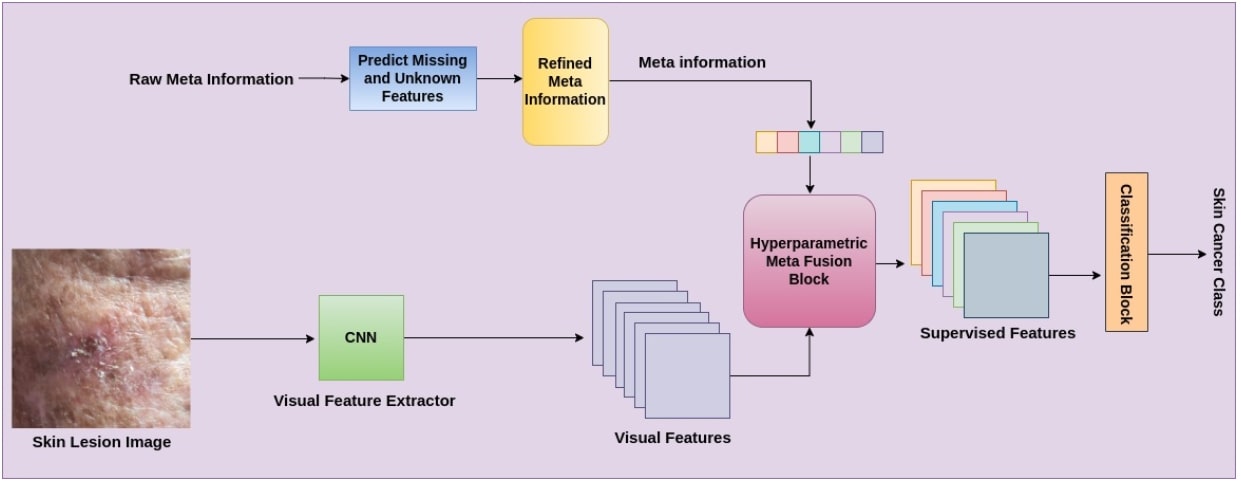 Raw Meta Information
Predict Missing
and Unknown
Features
Refined
Meta
Information
Meta information
Hyperparametric
Meta Fusion
Block
Supervised Features
Classification Block
Skin Cancer Class
CNN
Visual Feature Extractor
Visual Features
Skin Lesion Image